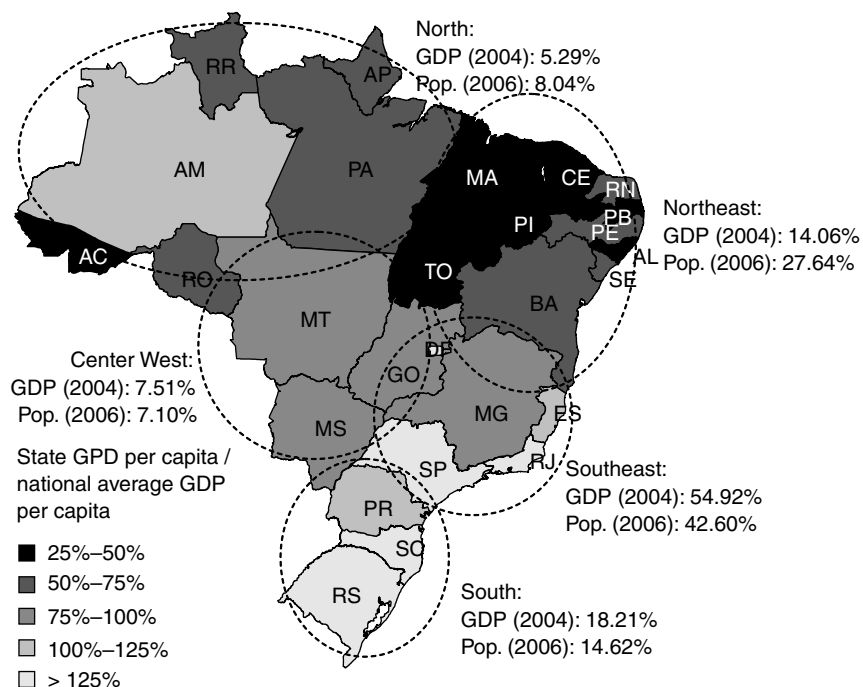 North:
GDP (2004): 5.29%
Pop. (2006): 8.04%
RR
AP
AM
PA
MA
CE
RN
PB
PI
PE
AL
SE
AC
RO
TO
BA
MT
DF
GO
MG
ES
MS
SP
RJ
PR
SC
RS
Northeast:
GDP (2004): 14.06%
Pop. (2006): 27.64%
Center West:
GDP (2004): 7.51%
Pop. (2006): 7.10%
Southeast:
GDP (2004): 54.92%
Pop. (2006): 42.60%
South:
GDP (2004): 18.21%
Pop. (2006): 14.62%
State GPD per capita /
national average GDP
per capita
25%–50%
50%–75%
75%–100%
100%–125%
> 125%